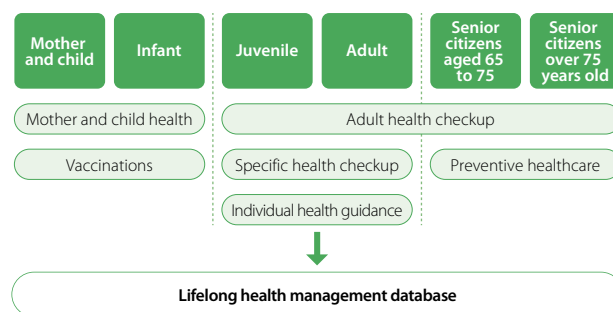 Mother
and child
Infant
Juvenile
Adult
Senior
citizens
aged 65
to 75
Senior
citizens
over 75
years old
Mother and child health
Adult health checkup
Vaccinations
Specific health checkup
Preventive healthcare
Individual health guidance
Lifelong health management database